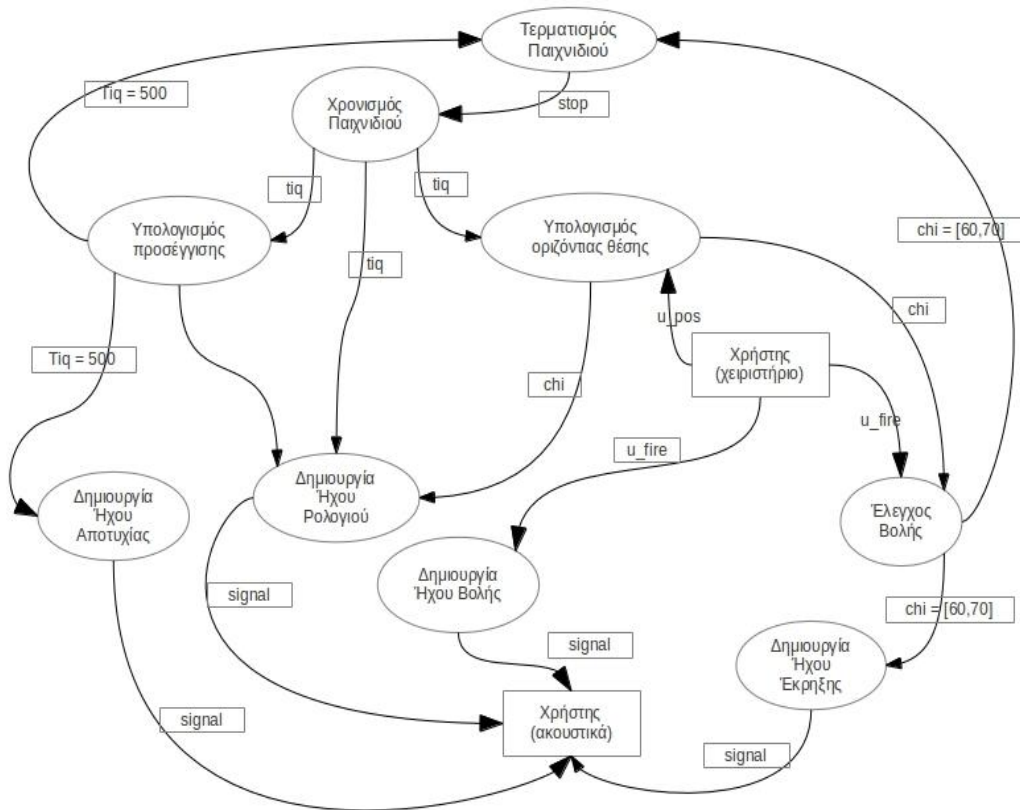 Τερματισμός
Παιχνιδιού
Tiq = 500
Χρονισμός
Παιχνιδιού
stop
tiq
tiq
Υπολογισμός
προσέγγισης
Υπολογισμός
οριζόντιας θέσης
chi = [60,70]
tiq
chi
u_pos
Χρήστης
(χειριστήριο)
Tiq = 500
chi
u_fire
u_fire
Δημιουργία
Ήχου
Αποτυχίας
Δημιουργία
Ήχου
Ρολογιού
Έλεγχος
Βολής
Δημιουργία
Ήχου Βολής
signal
chi = [60,70]
signal
Δημιουργία
Ήχου
Έκρηξης
signal
Χρήστης
(ακουστικά)
signal